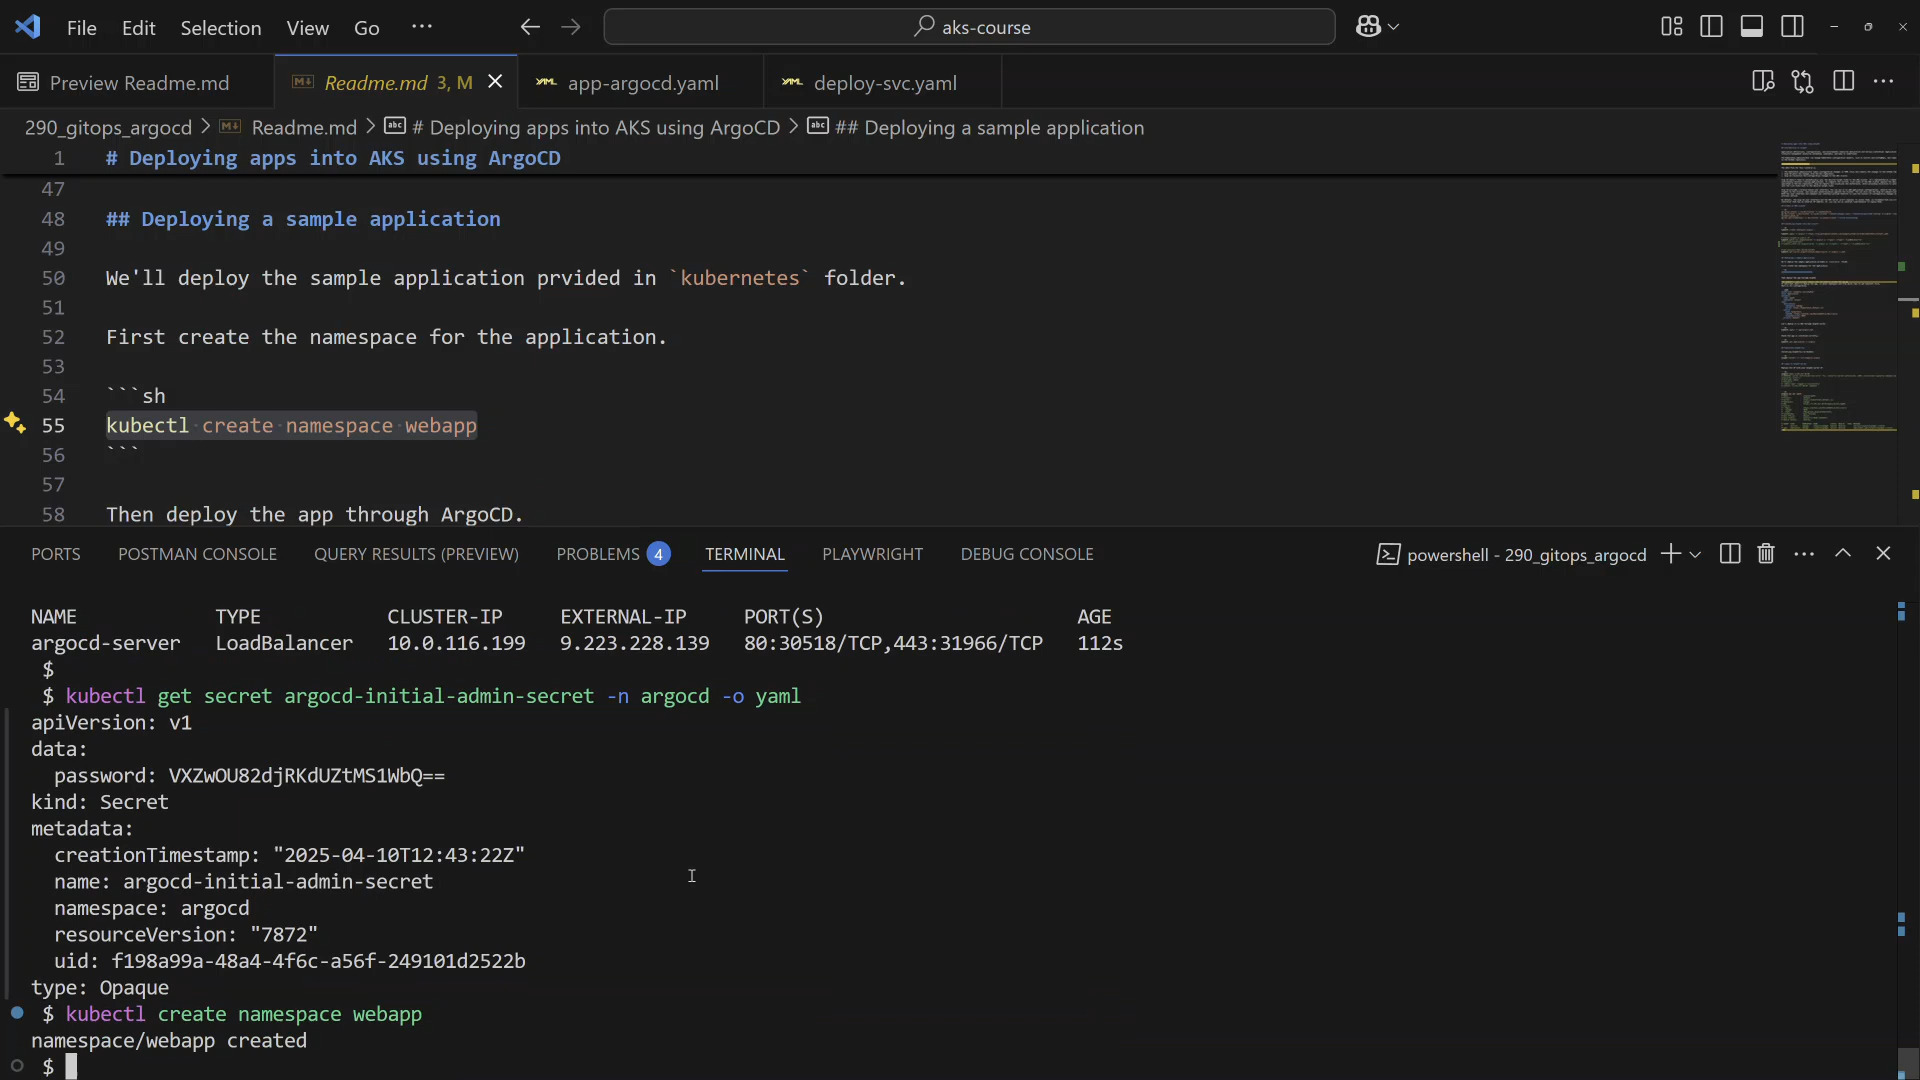 File Edit Selection View Go ··· aks-course
Preview Readme.md Readme.md 3, M app-argocd.yaml deploy-svc.yaml
290_gitops_argocd > Readme.md > # Deploying apps into AKS using ArgoCD > ## Deploying a sample application
1 # Deploying apps into AKS using ArgoCD
47
48 ## Deploying a sample application
49
50 We'll deploy the sample application prvided in `kubernetes` folder.
51
52 First create the namespace for the application.
53
54 ```sh
55 kubectl create namespace webapp
56 ```
57
58 Then deploy the app through ArgoCD.
PORTS POSTMAN CONSOLE QUERY RESULTS (PREVIEW) PROBLEMS 4 TERMINAL PLAYWRIGHT DEBUG CONSOLE powershell - 290_gitops_argocd
NAME TYPE CLUSTER-IP EXTERNAL-IP PORT(S) AGE
argocd-server LoadBalancer 10.0.116.199 9.223.228.139 80:30518/TCP,443:31966/TCP 112s
$
$ kubectl get secret argocd-initial-admin-secret -n argocd -o yaml
apiVersion: v1
data:
password: VXZwOU82djRKdUZtMS1WbQ==
kind: Secret
metadata:
creationTimestamp: "2025-04-10T12:43:22Z"
name: argocd-initial-admin-secret
namespace: argocd
resourceVersion: "7872"
uid: f198a99a-48a4-4f6c-a56f-249101d2522b
type: Opaque
$ kubectl create namespace webapp
namespace/webapp created
$